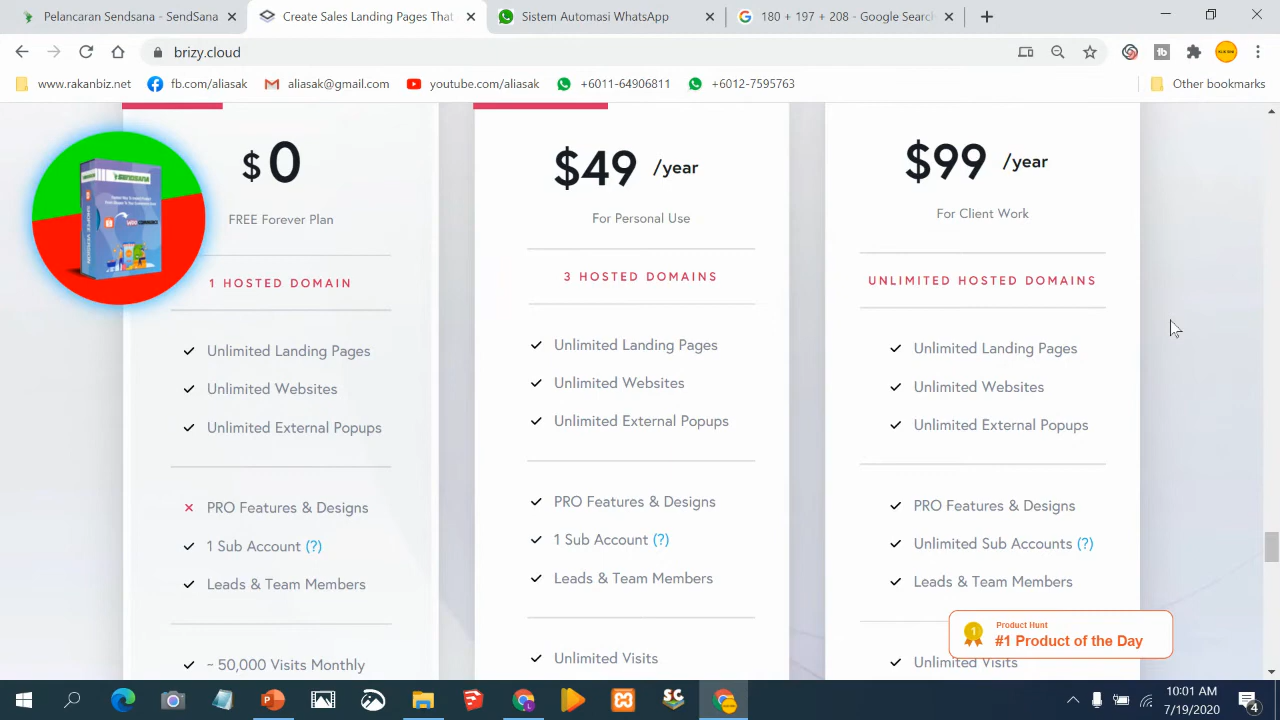 Pelancaran Sendsana - SendSana
Create Sales Landing Pages That
Sistem Automasi WhatsApp
180 + 197 + 208 - Google Search
brizy.cloud
www.rakanbiz.net
fb.com/aliasak
aliasak@gmail.com
youtube.com/aliasak
+6011-64906811
+6012-7595763
Other bookmarks
$0
FREE Forever Plan
1 HOSTED DOMAIN
Unlimited Landing Pages
Unlimited Websites
Unlimited External Popups
PRO Features & Designs
1 Sub Account (?)
Leads & Team Members
~ 50,000 Visits Monthly
$49 /year
For Personal Use
3 HOSTED DOMAINS
Unlimited Landing Pages
Unlimited Websites
Unlimited External Popups
PRO Features & Designs
1 Sub Account (?)
Leads & Team Members
Unlimited Visits
$99 /year
For Client Work
UNLIMITED HOSTED DOMAINS
Unlimited Landing Pages
Unlimited Websites
Unlimited External Popups
PRO Features & Designs
Unlimited Sub Accounts (?)
Leads & Team Members
Unlimited Visits
Product Hunt
#1 Product of the Day
10:01 AM
7/19/2020
4